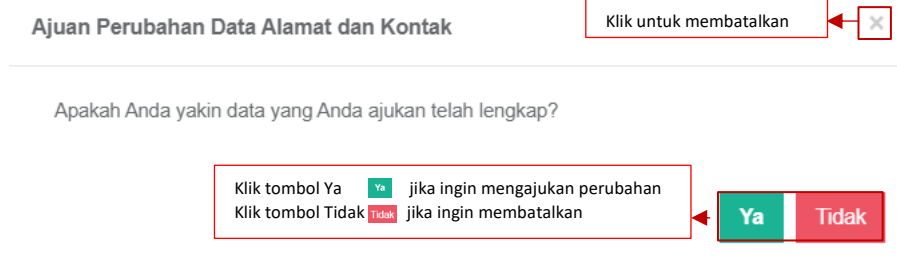 Ajuan Perubahan Data Alamat dan Kontak
Klik untuk membatalkan
×
Apakah Anda yakin data yang Anda ajukan telah lengkap?
Klik tombol Ya Ya jika ingin mengajukan perubahan
Klik tombol Tidak Tidak jika ingin membatalkan
Ya Tidak